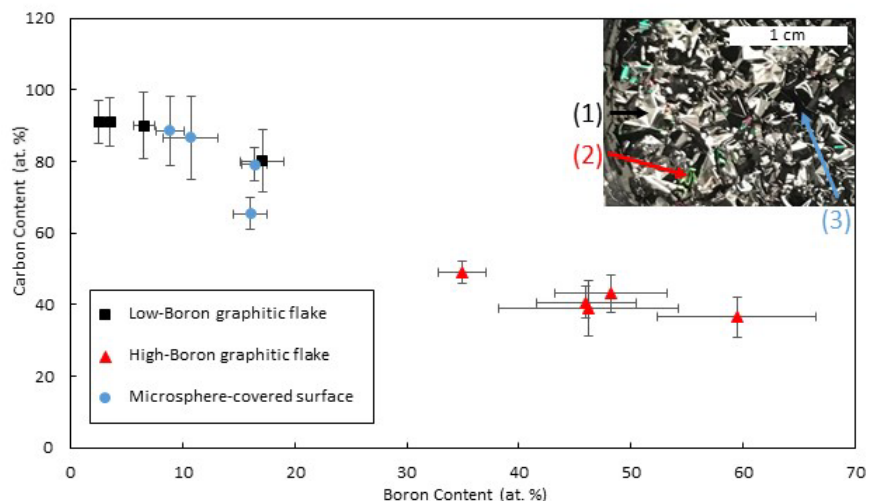 120
100
80
60
40
20
0
Carbon Content (at. %)
0 10 20 30 40 50 60 70
Boron Content (at. %)
Low-Boron graphitic flake
High-Boron graphitic flake
Microsphere-covered surface
1 cm
(1)
(2)
(3)